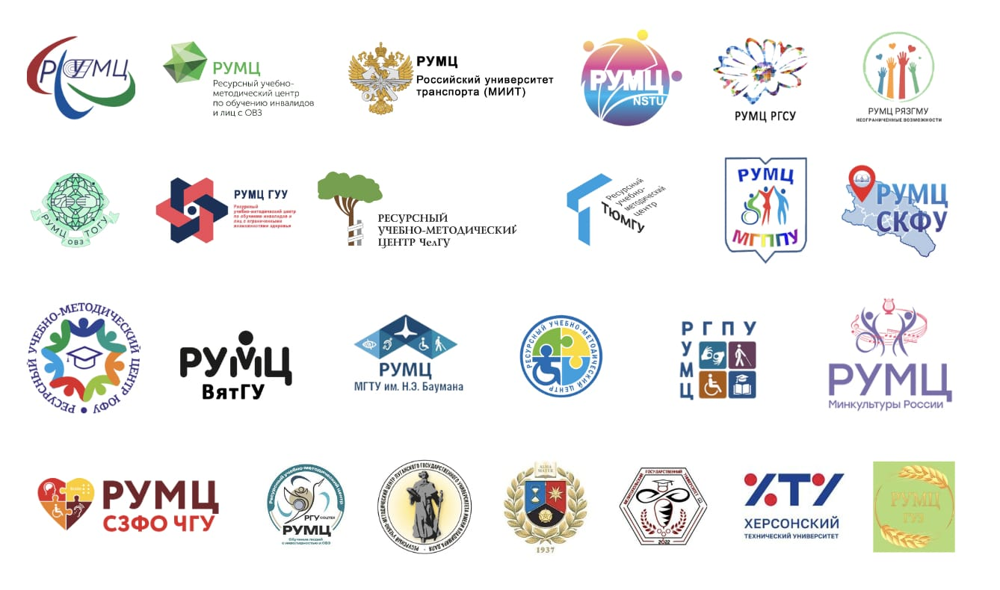 РУМЦ
РУМЦ
Ресурсный учебно-
методический центр
по обучению инвалидов
и лиц с ОВЗ
РУМЦ
Российский университет
транспорта (МИИТ)
РУМЦ
NSTU
РУМЦ РГСУ
РУМЦ РЯЗГМУ
НЕОГРАНИЧЕННЫЕ ВОЗМОЖНОСТИ
РУМЦ ТОГУ
ОВЗ
РУМЦ ГУУ
Ресурсный
учебно-методический центр
по обучению инвалидов и
лиц с ограниченными
возможностями здоровья
РЕСУРСНЫЙ
УЧЕБНО-МЕТОДИЧЕСКИЙ
ЦЕНТР ЧелГУ
Ресурсный
учебно-
методический
центр
ТЮМГУ
РУМЦ
МГППУ
РУМЦ
СКФУ
РЕСУРСНЫЙ УЧЕБНО-МЕТОДИЧЕСКИЙ ЦЕНТР ЮФУ
РУМЦ
ВятГУ
РУМЦ
МГТУ им. Н.Э. Баумана
РЕСУРСНЫЙ УЧЕБНО-МЕТОДИЧЕСКИЙ ЦЕНТР
РГПУ
РУМЦ
РУМЦ
Минкультуры России
РУМЦ
СЗФО ЧГУ
Ресурсный учебно-методический центр
РГУ СОЦТЕХ
РУМЦ
Обучение людей
с инвалидностью и ОВЗ
РЕСУРСНЫЙ УЧЕБНО-МЕТОДИЧЕСКИЙ ЦЕНТР ЛУГАНСКОГО ГОСУДАРСТВЕННОГО УНИВЕРСИТЕТА ИМЕНИ ВЛАДИМИРА ДАЛЯ
ALMA
MATER
1937
МЕЛИТОПОЛЬСКИЙ ГОСУДАРСТВЕННЫЙ УНИВЕРСИТЕТ
2022
ХТУ
ХЕРСОНСКИЙ
ТЕХНИЧЕСКИЙ УНИВЕРСИТЕТ
РУМЦ
ГУЗ